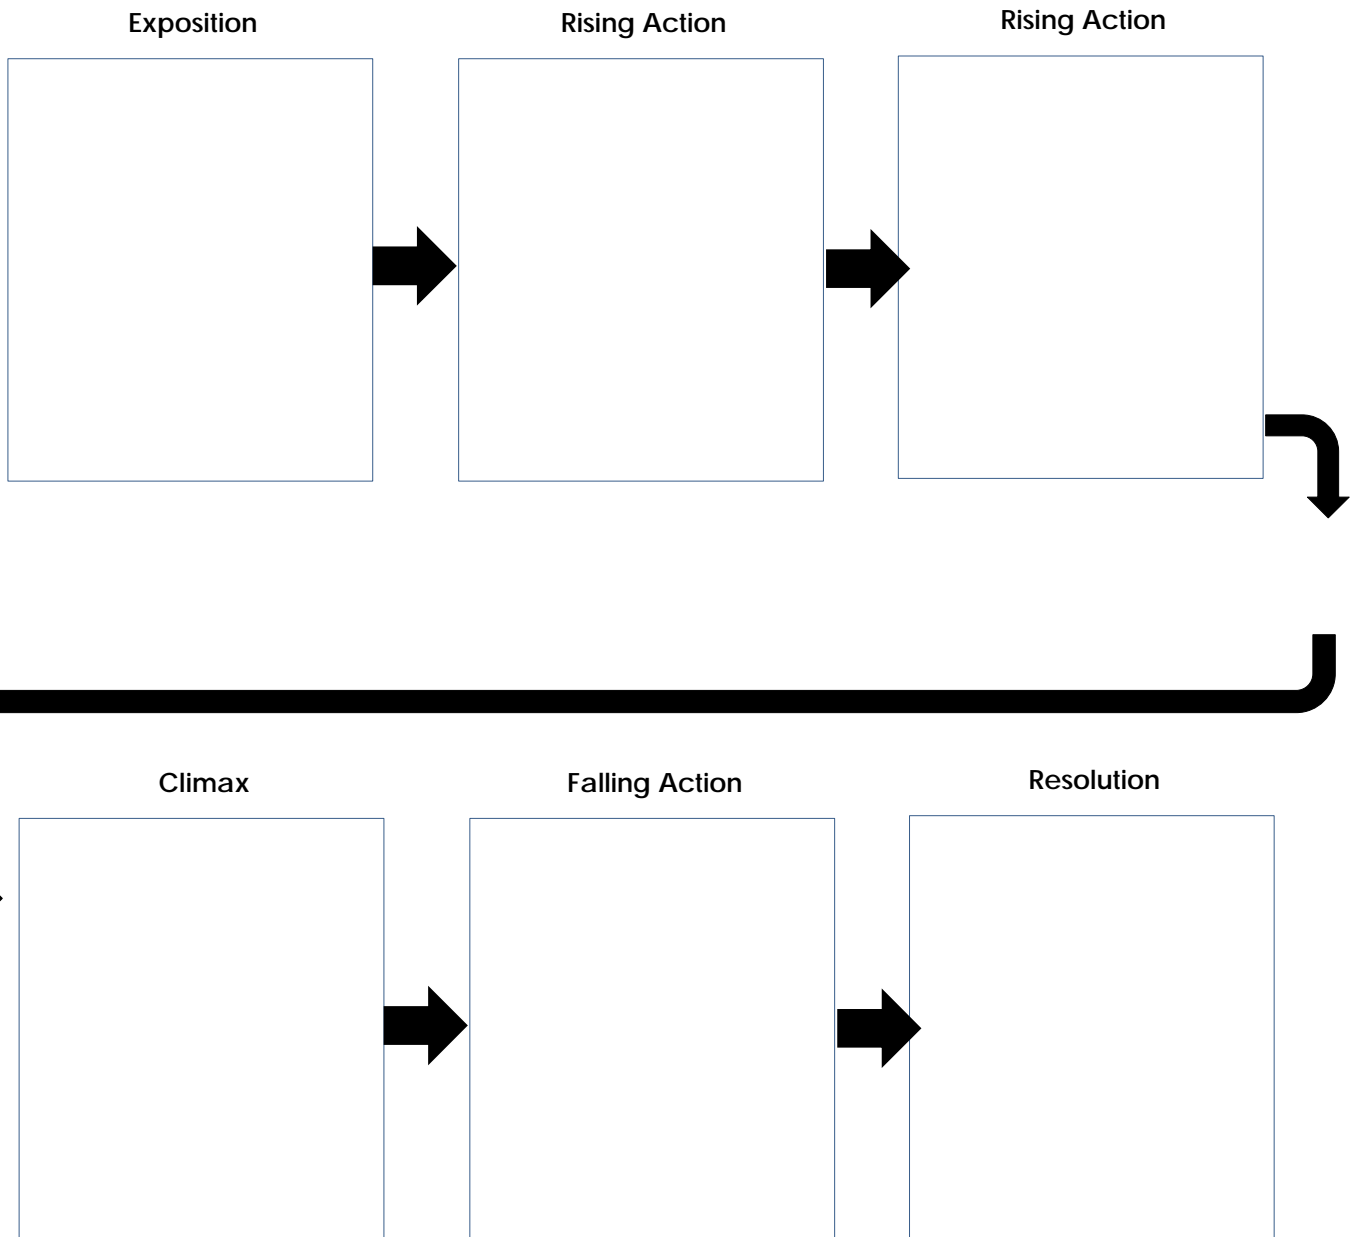 Exposition
Rising Action
Rising Action
Climax
Falling Action
Resolution